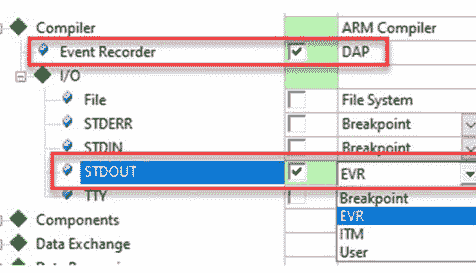 Compiler ARM Compiler
Event Recorder DAP
I/O
File File System
STDERR Breakpoint
STDIN Breakpoint
STDOUT EVR
TTY Breakpoint
EVR
Components ITM
Data Exchange User